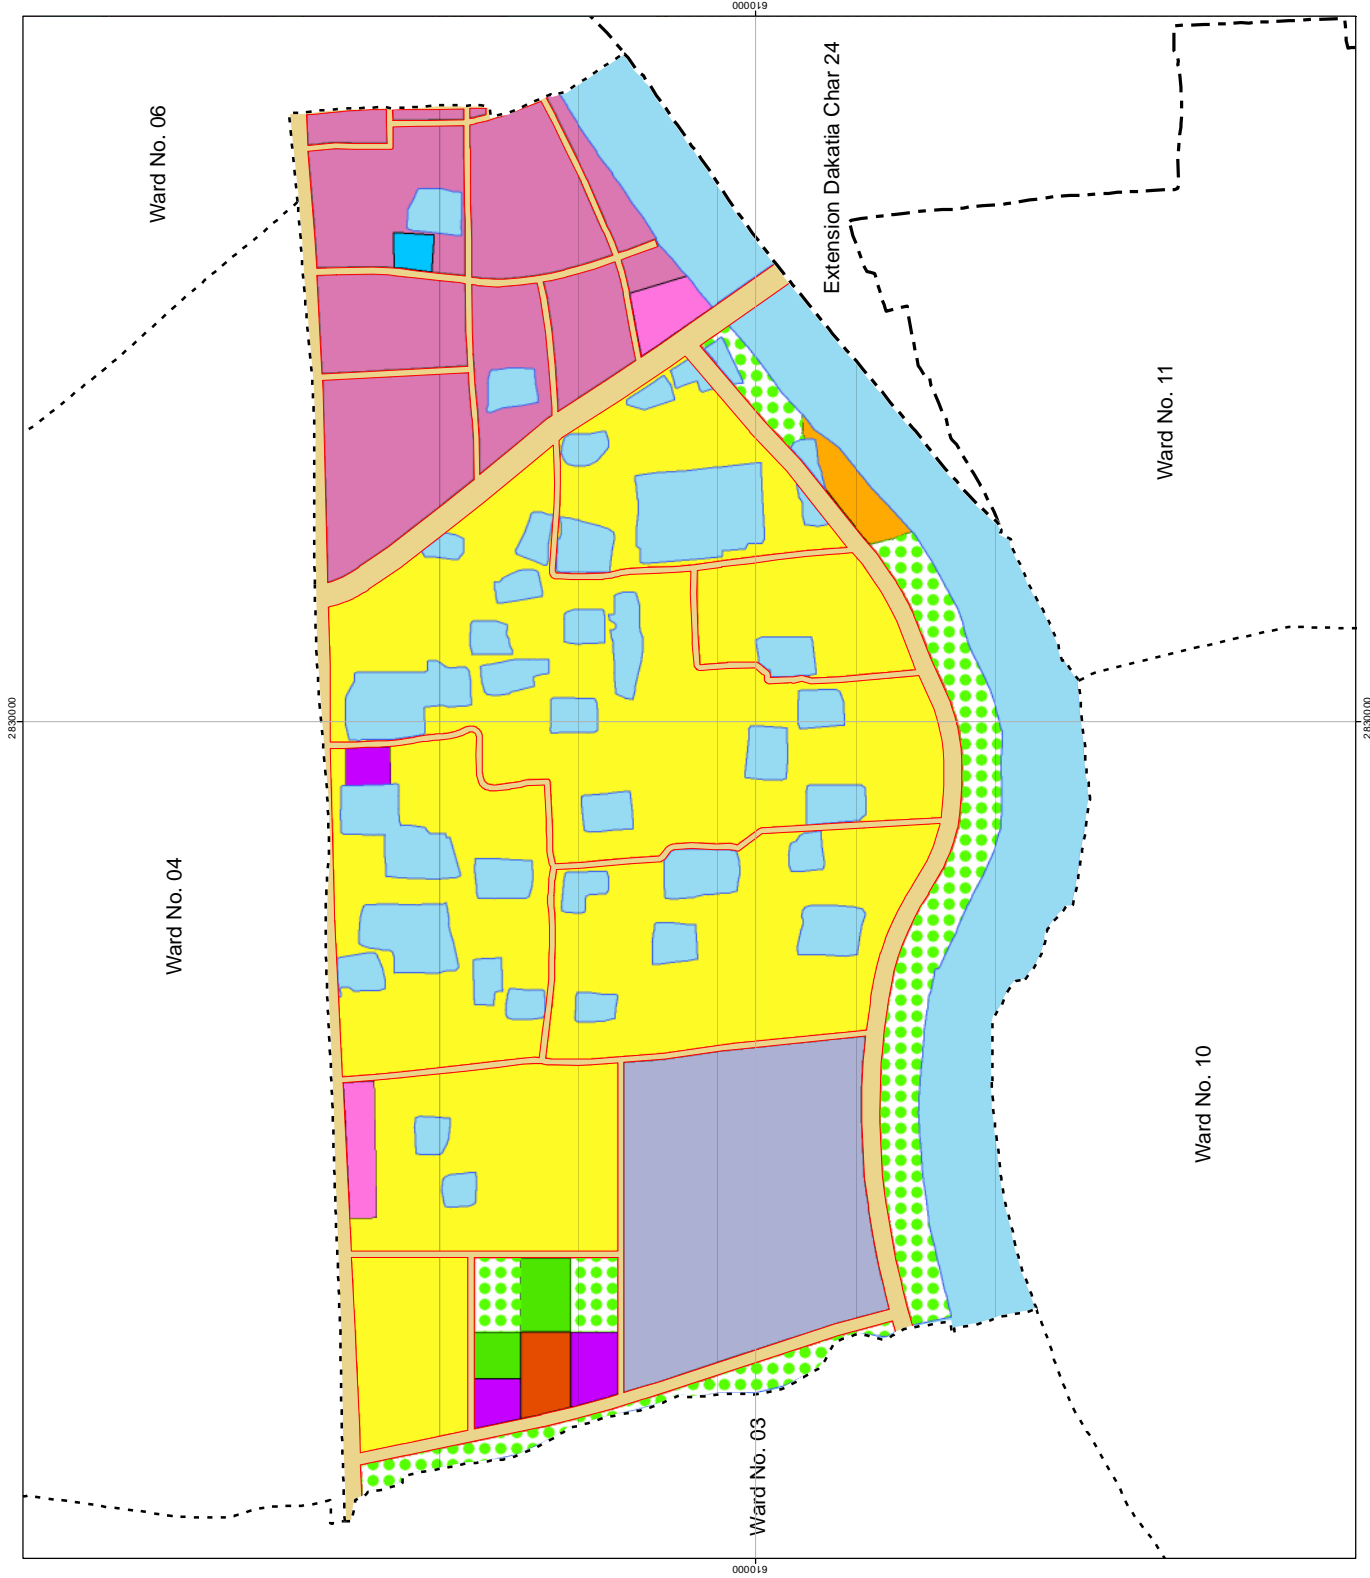 610000
Ward No. 06
Extension Dakatia Char 24
Ward No. 11
2830000
2830000
Ward No. 04
Ward No. 10
Ward No. 03
610000